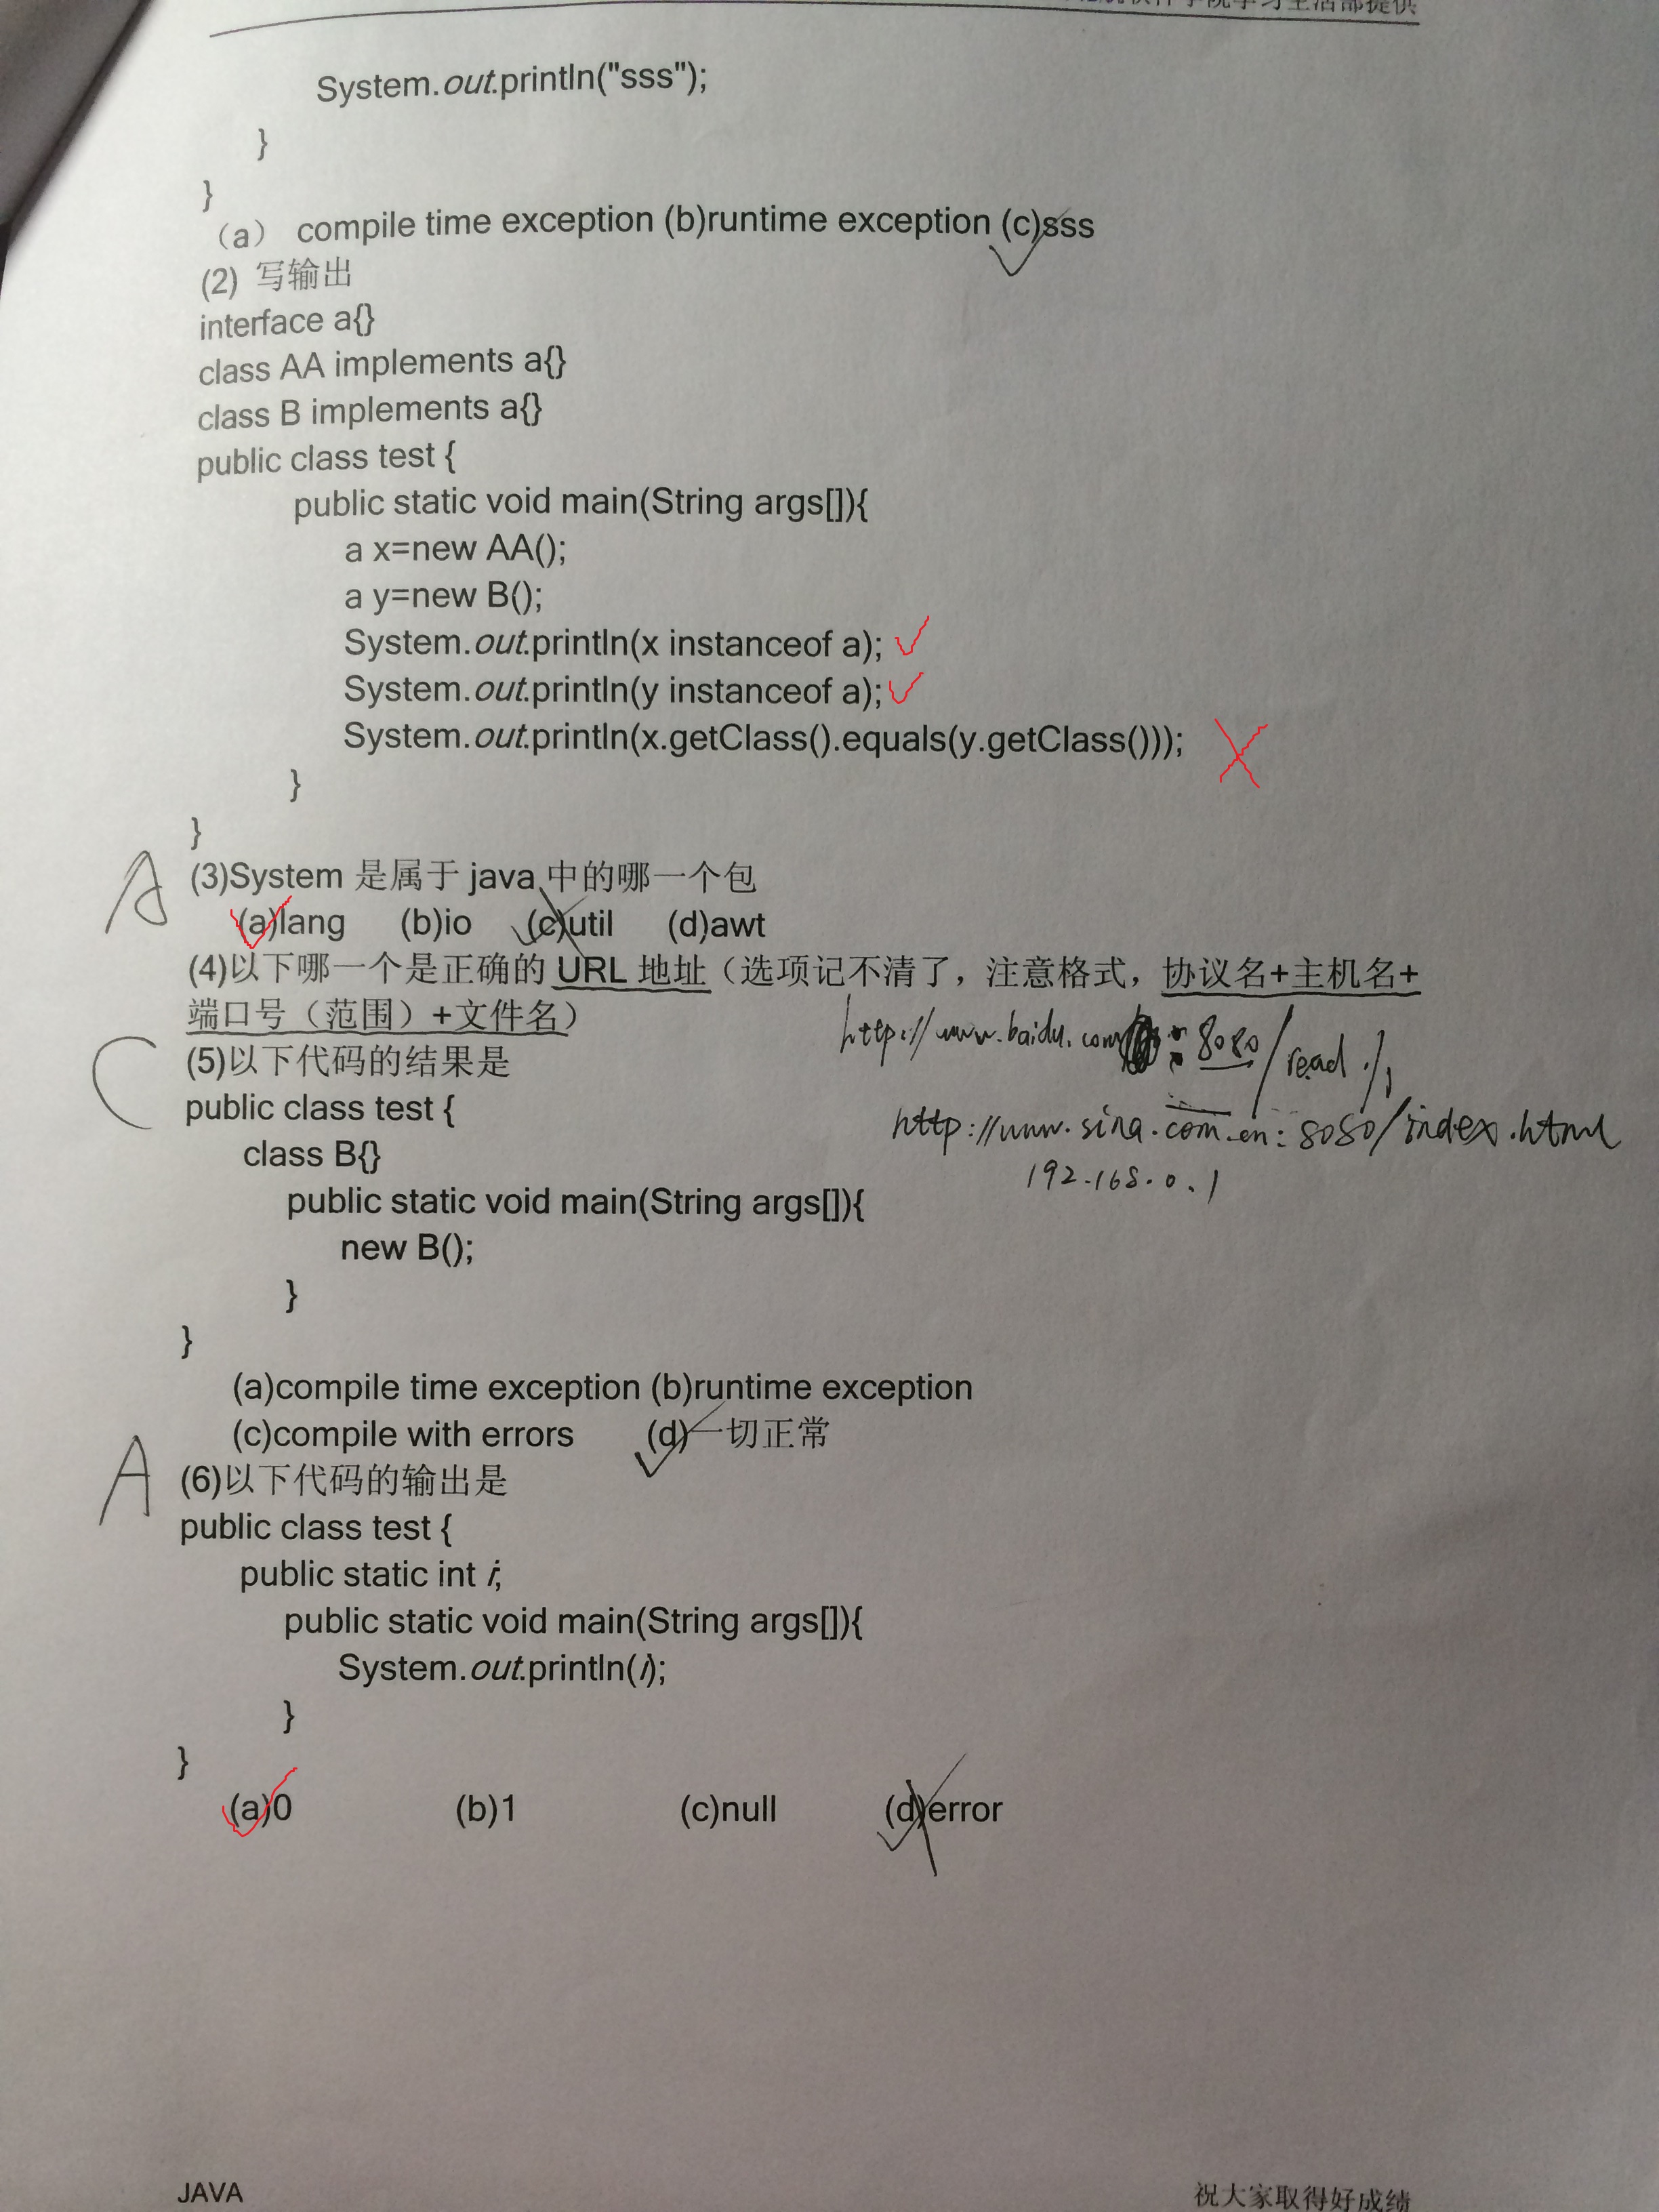 软件学院学习生活部提供
System.out.println("sss");
}
}
（a） compile time exception (b)runtime exception (c)sss
(2) 写输出
interface a{}
class AA implements a{}
class B implements a{}
public class test {
public static void main(String args[]){
a x=new AA();
a y=new B();
System.out.println(x instanceof a);
System.out.println(y instanceof a);
System.out.println(x.getClass().equals(y.getClass()));
}
}
A (3)System 是属于 java 中的哪一个包
(a)lang (b)io (c)util (d)awt
(4)以下哪一个是正确的 URL 地址（选项记不清了，注意格式，协议名+主机名+
端口号（范围）+文件名）
http://www.baidu.com:8080/read
C (5)以下代码的结果是
public class test {
http://www.sina.com.cn:8080/index.html
class B{}
192.168.0.1
public static void main(String args[]){
new B();
}
}
(a)compile time exception (b)runtime exception
(c)compile with errors (d)一切正常
A (6)以下代码的输出是
public class test {
public static int i;
public static void main(String args[]){
System.out.println(i);
}
}
(a)0 (b)1 (c)null (d)error
JAVA 祝大家取得好成绩